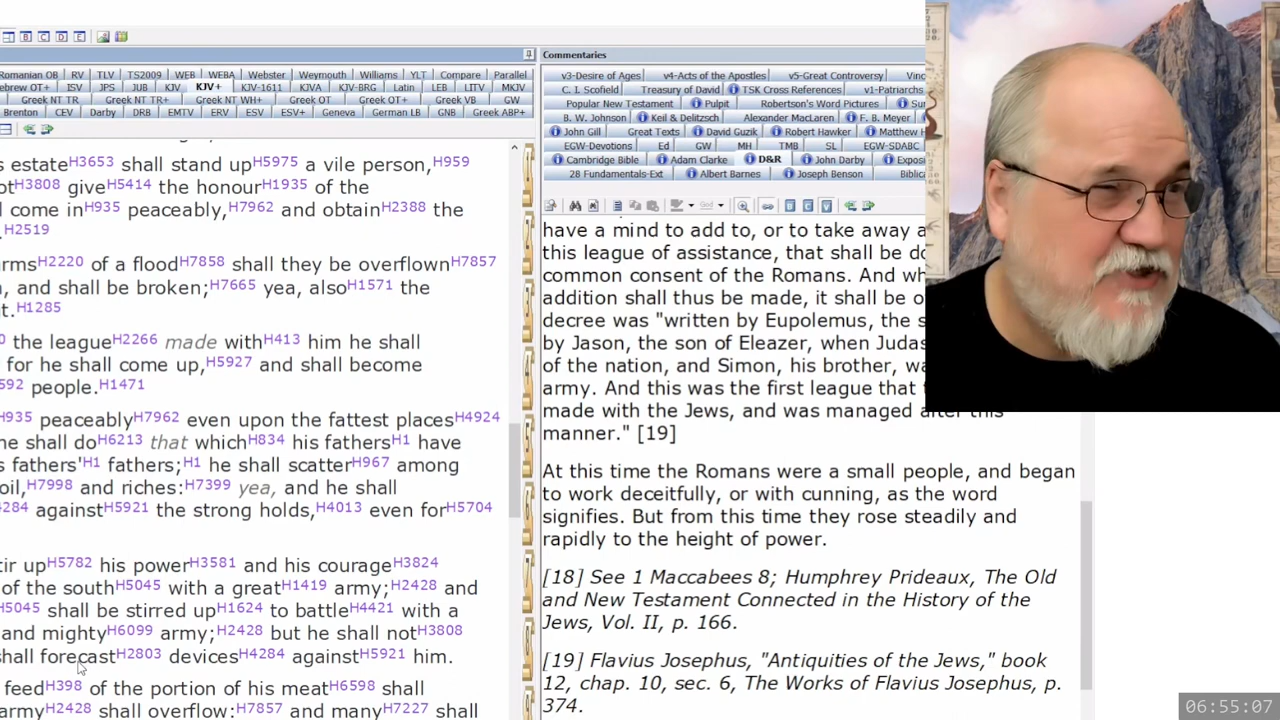 B C D E
Commentaries
Romanian OB RV TLV TS2009 WEB WEBA Webster Weymouth Williams YLT Compare Parallel
brew OT+ ISV JPS JUB KJV KJV+ KJV-1611 KJVA KJV-BRG Latin LEB LITV MKJV
Greek NT TR Greek NT TR+ Greek NT WH+ Greek OT Greek OT+ Greek VB GW
Brenton CEV Darby DRB EMTV ERV ESV ESV+ Geneva German LB GNB Greek ABP+
s estateH3653 shall stand upH5975 a vile person,H959
otH3808 giveH5414 the honourH1935 of the
l come inH935 peaceably,H7962 and obtainH2388 the
.H2519
armsH2220 of a floodH7858 shall they be overflownH7857
n, and shall be broken;H7665 yea, alsoH1571 the
t.H1285
0 the leagueH2266 made withH413 him he shall
for he shall come up,H5927 and shall become
592 people.H1471
H935 peaceablyH7962 even upon the fattest placesH4924
he shall doH6213 that whichH834 his fathersH1 have
s fathers'H1 fathers;H1 he shall scatterH967 among
oil,H7998 and riches:H7399 yea, and he shall
4284 againstH5921 the strong holds,H4013 even forH5704
tir upH5782 his powerH3581 and his courageH3824
of the southH5045 with a greatH1419 army;H2428 and
H5045 shall be stirred upH1624 to battleH4421 with a
and mightyH6099 army;H2428 but he shall notH3808
shall forecastH2803 devicesH4284 againstH5921 him.
feedH398 of the portion of his meatH6598 shall
armyH2428 shall overflow:H7857 and manyH7227 shall
v3-Desire of Ages v4-Acts of the Apostles v5-Great Controversy Vinc
C. I. Scofield Treasury of David TSK Cross References v1-Patriarchs
Popular New Testament Pulpit Robertson's Word Pictures Sun
B. W. Johnson Keil & Delitzsch Alexander MacLaren F. B. Meyer
John Gill Great Texts David Guzik Robert Hawker Matthew H
EGW-Devotions Ed GW MH TMB SL EGW-SDABC
Cambridge Bible Adam Clarke D&R John Darby Expos
28 Fundamentals-Ext Albert Barnes Joseph Benson Biblica
have a mind to add to, or to take away a
this league of assistance, that shall be do
common consent of the Romans. And wh
addition shall thus be made, it shall be o
decree was "written by Eupolemus, the s
by Jason, the son of Eleazer, when Judas
of the nation, and Simon, his brother, wa
army. And this was the first league that t
made with the Jews, and was managed after this
manner." [19]
At this time the Romans were a small people, and began
to work deceitfully, or with cunning, as the word
signifies. But from this time they rose steadily and
rapidly to the height of power.
[18] See 1 Maccabees 8; Humphrey Prideaux, The Old
and New Testament Connected in the History of the
Jews, Vol. II, p. 166.
[19] Flavius Josephus, "Antiquities of the Jews," book
12, chap. 10, sec. 6, The Works of Flavius Josephus, p.
374.
06:55:07